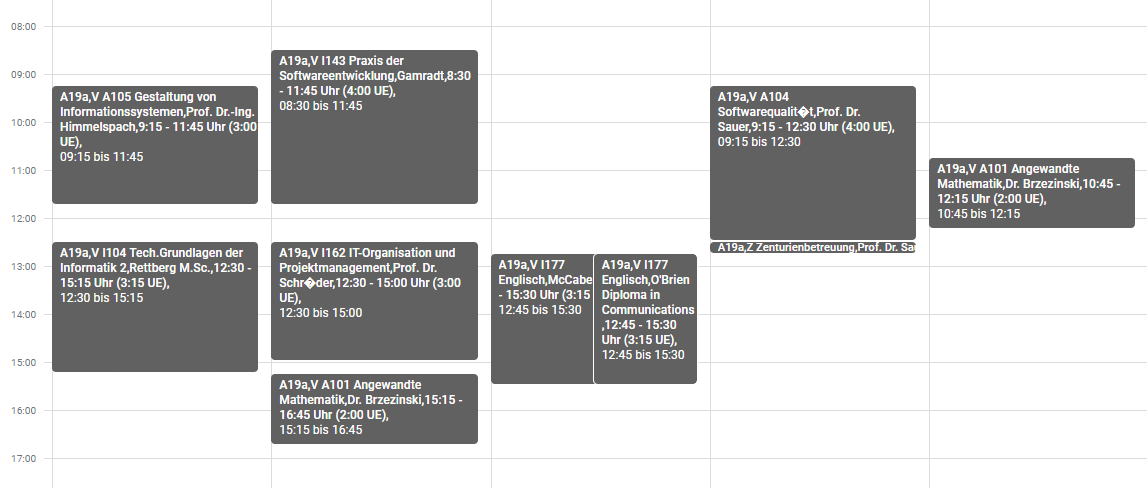 08:00
09:00
10:00
11:00
12:00
13:00
14:00
15:00
16:00
17:00
A19a,V A105 Gestaltung von
Informationssystemen,Prof. Dr.-Ing.
Himmelspach,9:15 - 11:45 Uhr (3:00
UE),
09:15 bis 11:45
A19a,V I104 Tech.Grundlagen der
Informatik 2,Rettberg M.Sc.,12:30 -
15:15 Uhr (3:15 UE),
12:30 bis 15:15
A19a,V I143 Praxis der
Softwareentwicklung,Gamradt,8:30
- 11:45 Uhr (4:00 UE),
08:30 bis 11:45
A19a,V I162 IT-Organisation und
Projektmanagement,Prof. Dr.
Schr�der,12:30 - 15:00 Uhr (3:00
UE),
12:30 bis 15:00
A19a,V A101 Angewandte
Mathematik,Dr. Brzezinski,15:15 -
16:45 Uhr (2:00 UE),
15:15 bis 16:45
A19a,V I177
Englisch,McCabe
- 15:30 Uhr (3:15
12:45 bis 15:30
A19a,V I177
Englisch,O'Brien
Diploma in
Communications
,12:45 - 15:30
Uhr (3:15 UE),
12:45 bis 15:30
A19a,V A104
Softwarequalit�t,Prof. Dr.
Sauer,9:15 - 12:30 Uhr (4:00 UE),
09:15 bis 12:30
A19a,Z Zenturienbetreuung,Prof. Dr. Sau
A19a,V A101 Angewandte
Mathematik,Dr. Brzezinski,10:45 -
12:15 Uhr (2:00 UE),
10:45 bis 12:15